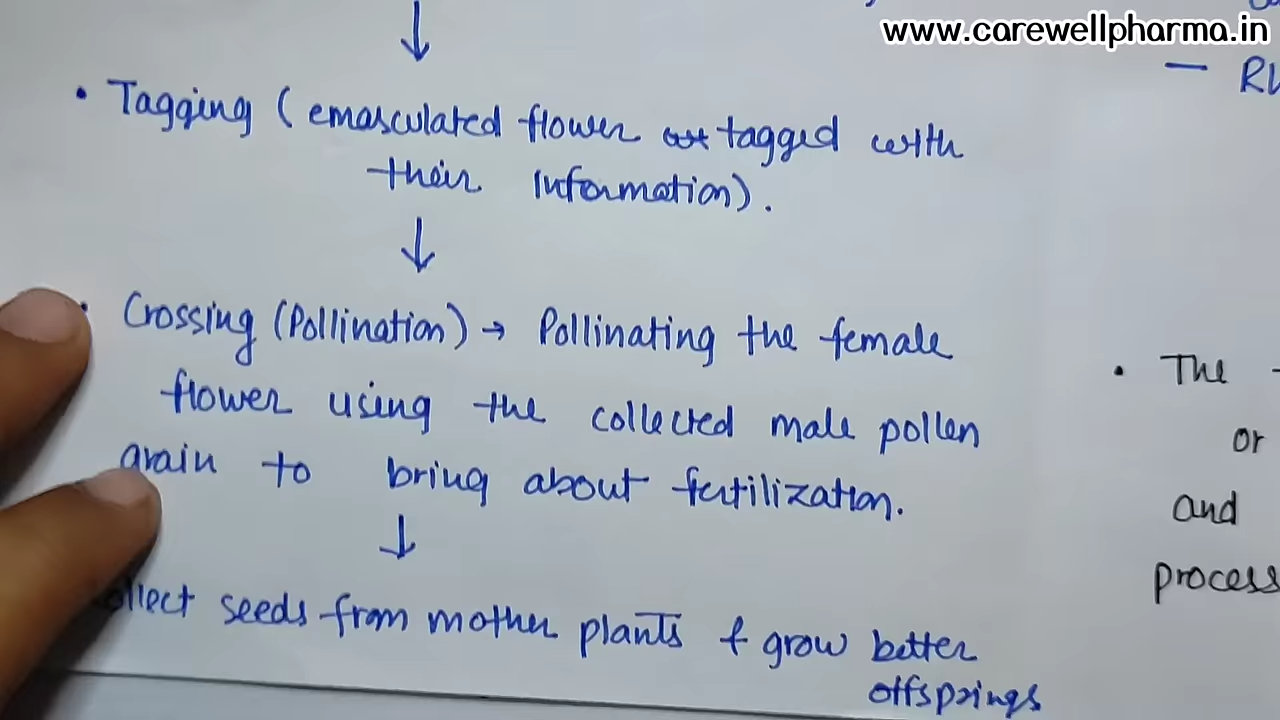 www.carewellpharma.in
• Tagging (emasculated flower tagged with
their information).
↓
Crossing (Pollination) → Pollinating the female
flower using the collected male pollen
grain to bring about fertilization.
↓
seeds from mother plants & grow better
offsprings
—
• The
or
and
process